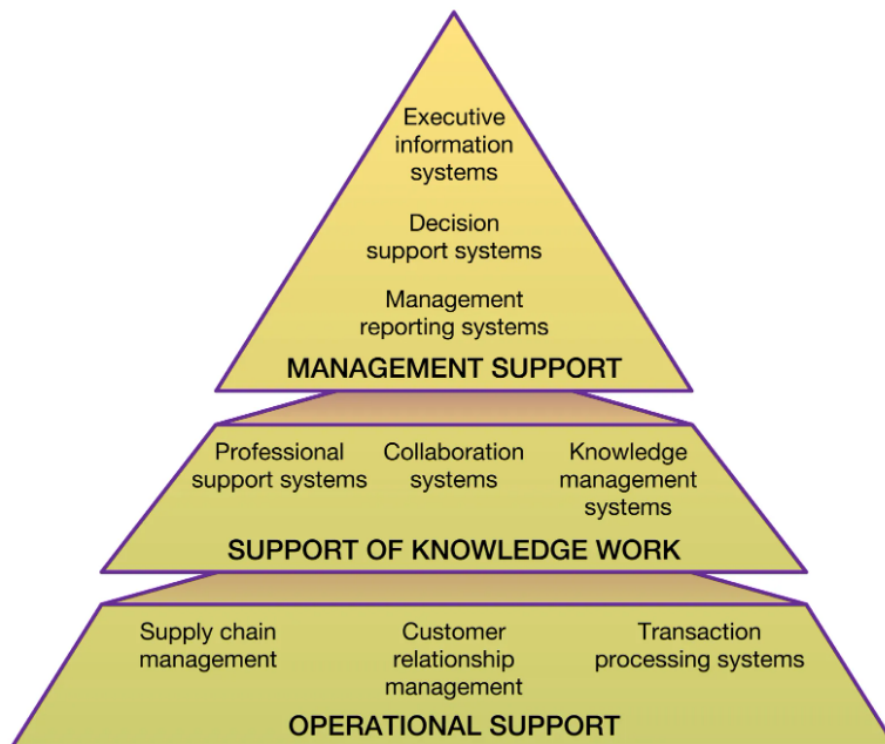 Executive
information
systems
Decision
support systems
Management
reporting systems
MANAGEMENT SUPPORT
Professional
support systems
Collaboration
systems
Knowledge
management
systems
SUPPORT OF KNOWLEDGE WORK
Supply chain
management
Customer
relationship
management
Transaction
processing systems
OPERATIONAL SUPPORT